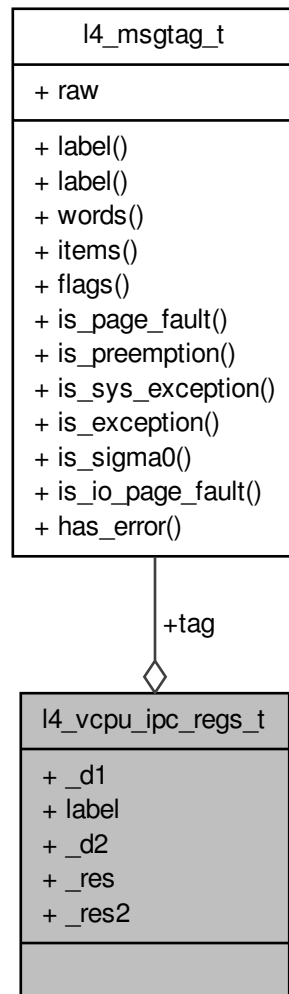 l4_msgtag_t
+ raw
+ label()
+ label()
+ words()
+ items()
+ flags()
+ is_page_fault()
+ is_preemption()
+ is_sys_exception()
+ is_exception()
+ is_sigma0()
+ is_io_page_fault()
+ has_error()
+tag
l4_vcpu_ipc_regs_t
+ _d1
+ label
+ _d2
+ _res
+ _res2